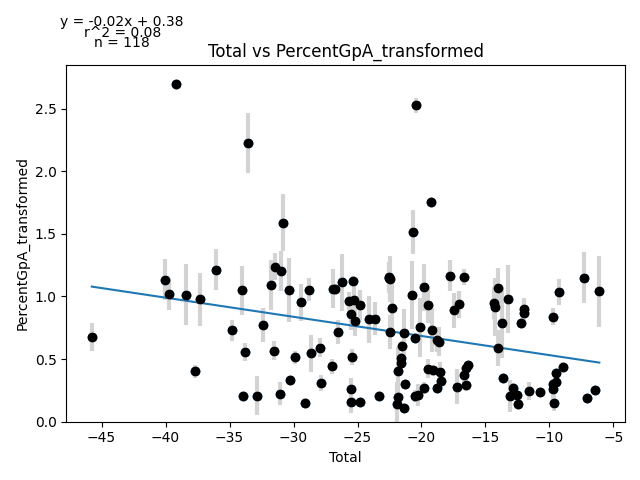 y = -0.02x + 0.38
r^2 = 0.08
n = 118
Total vs PercentGpA_transformed
PercentGpA_transformed
2.5
2.0
1.5
1.0
0.5
0.0
−45 −40 −35 −30 −25 −20 −15 −10 −5
Total